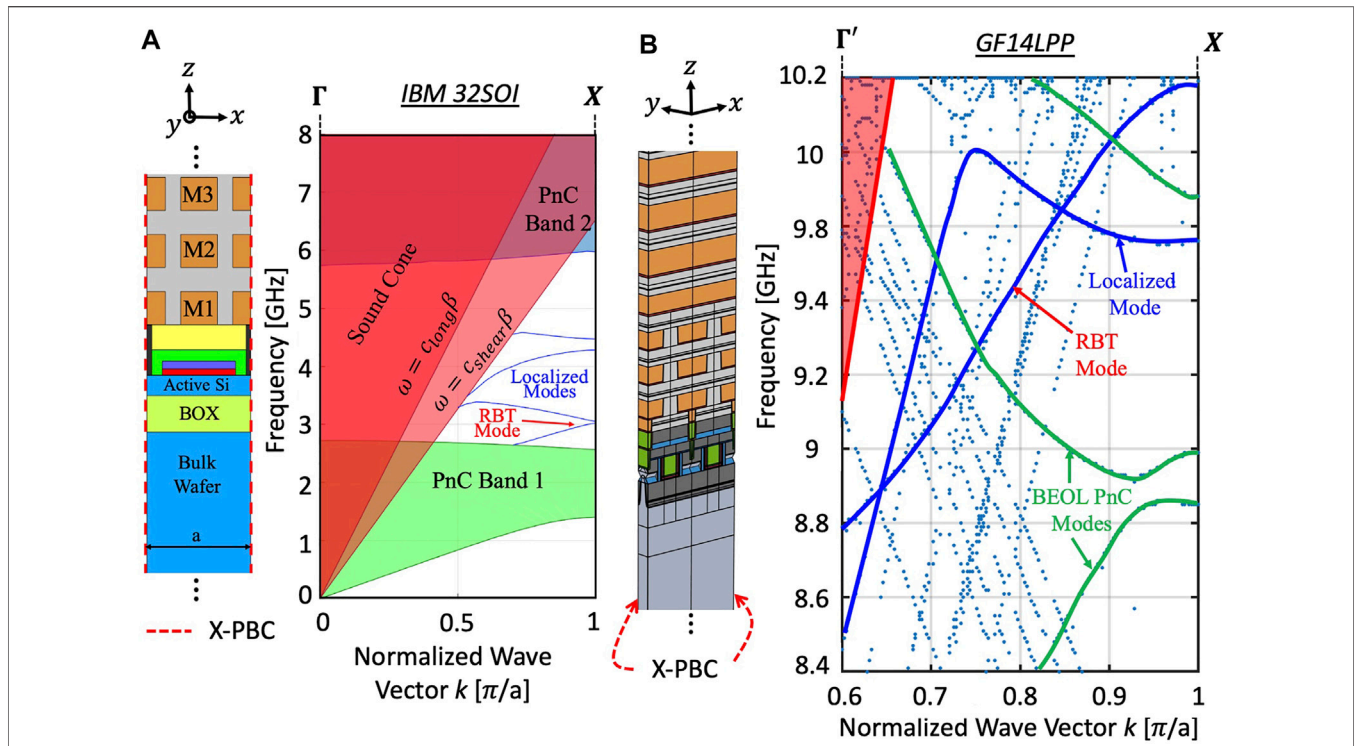 A
z
y
x
M3
M2
M1
Active Si
BOX
Bulk
Wafer
a
X-PBC
IBM 32SOI
Γ
X
Frequency [GHz]
8
7
6
5
4
3
2
1
0
0
0.5
1
Sound Cone
ω = c_long β
ω = c_shear β
PnC
Band 2
Localized
Modes
RBT
Mode
PnC Band 1
Normalized Wave
Vector k [π/a]
B
z
y
x
X-PBC
GF14LPP
Γ′
X
Frequency [GHz]
10.2
10
9.8
9.4
9.2
9
8.8
8.6
8.4
0.6
0.7
0.8
0.9
1
Localized
Mode
RBT
Mode
BEOL PnC
Modes
Normalized Wave Vector k [π/a]